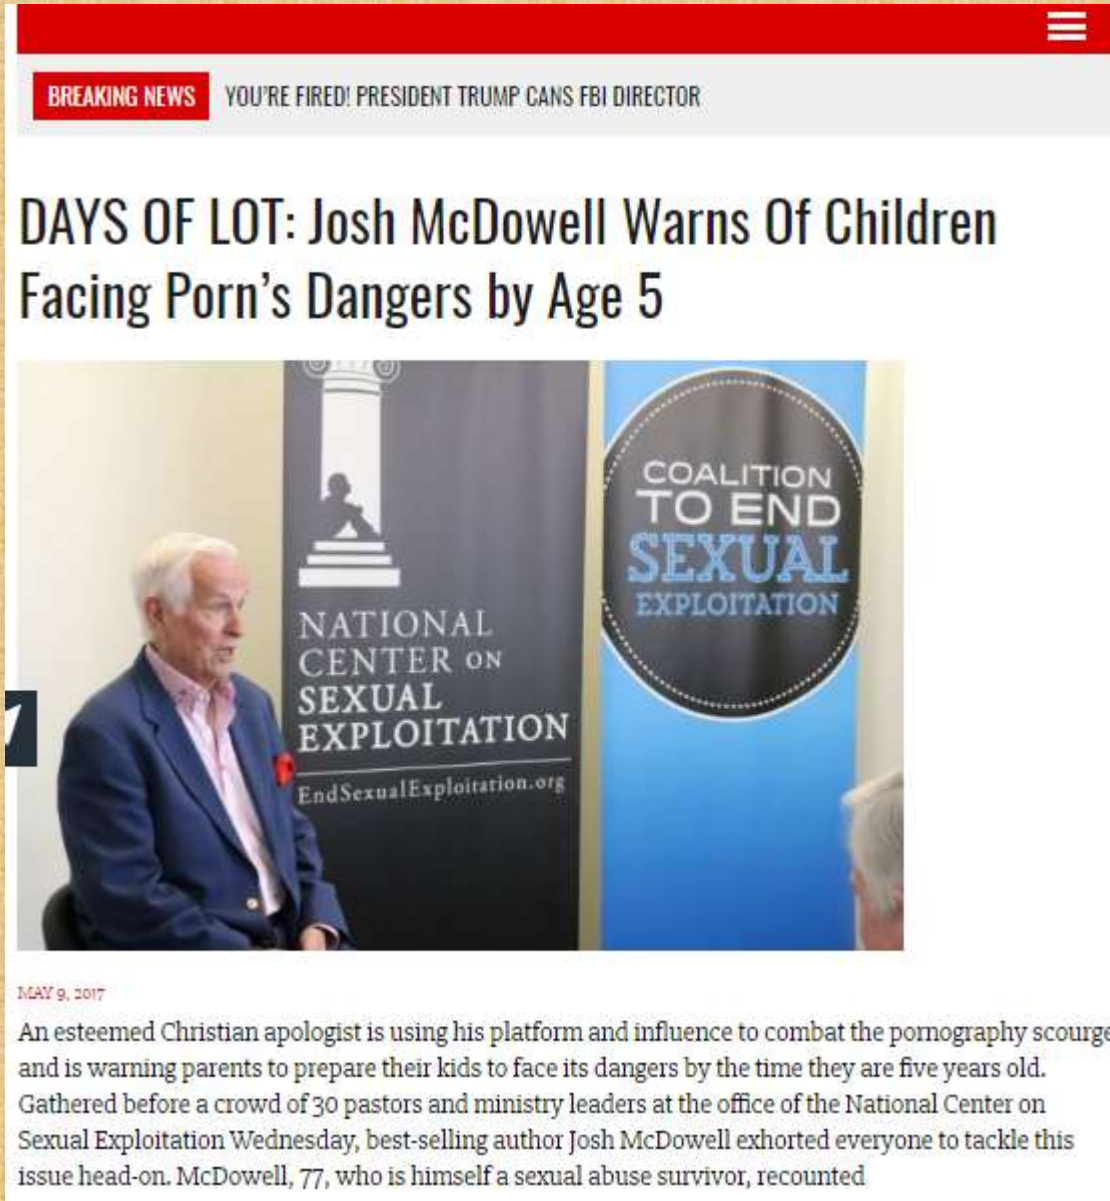 BREAKING NEWS YOU'RE FIRED! PRESIDENT TRUMP CANS FBI DIRECTOR
DAYS OF LOT: Josh McDowell Warns Of Children
Facing Porn's Dangers by Age 5
NATIONAL
CENTER ON
SEXUAL
EXPLOITATION
EndSexualExploitation.org
COALITION
TO END
SEXUAL
EXPLOITATION
MAY 9, 2017
An esteemed Christian apologist is using his platform and influence to combat the pornography scourge
and is warning parents to prepare their kids to face its dangers by the time they are five years old.
Gathered before a crowd of 30 pastors and ministry leaders at the office of the National Center on
Sexual Exploitation Wednesday, best-selling author Josh McDowell exhorted everyone to tackle this
issue head-on. McDowell, 77, who is himself a sexual abuse survivor, recounted